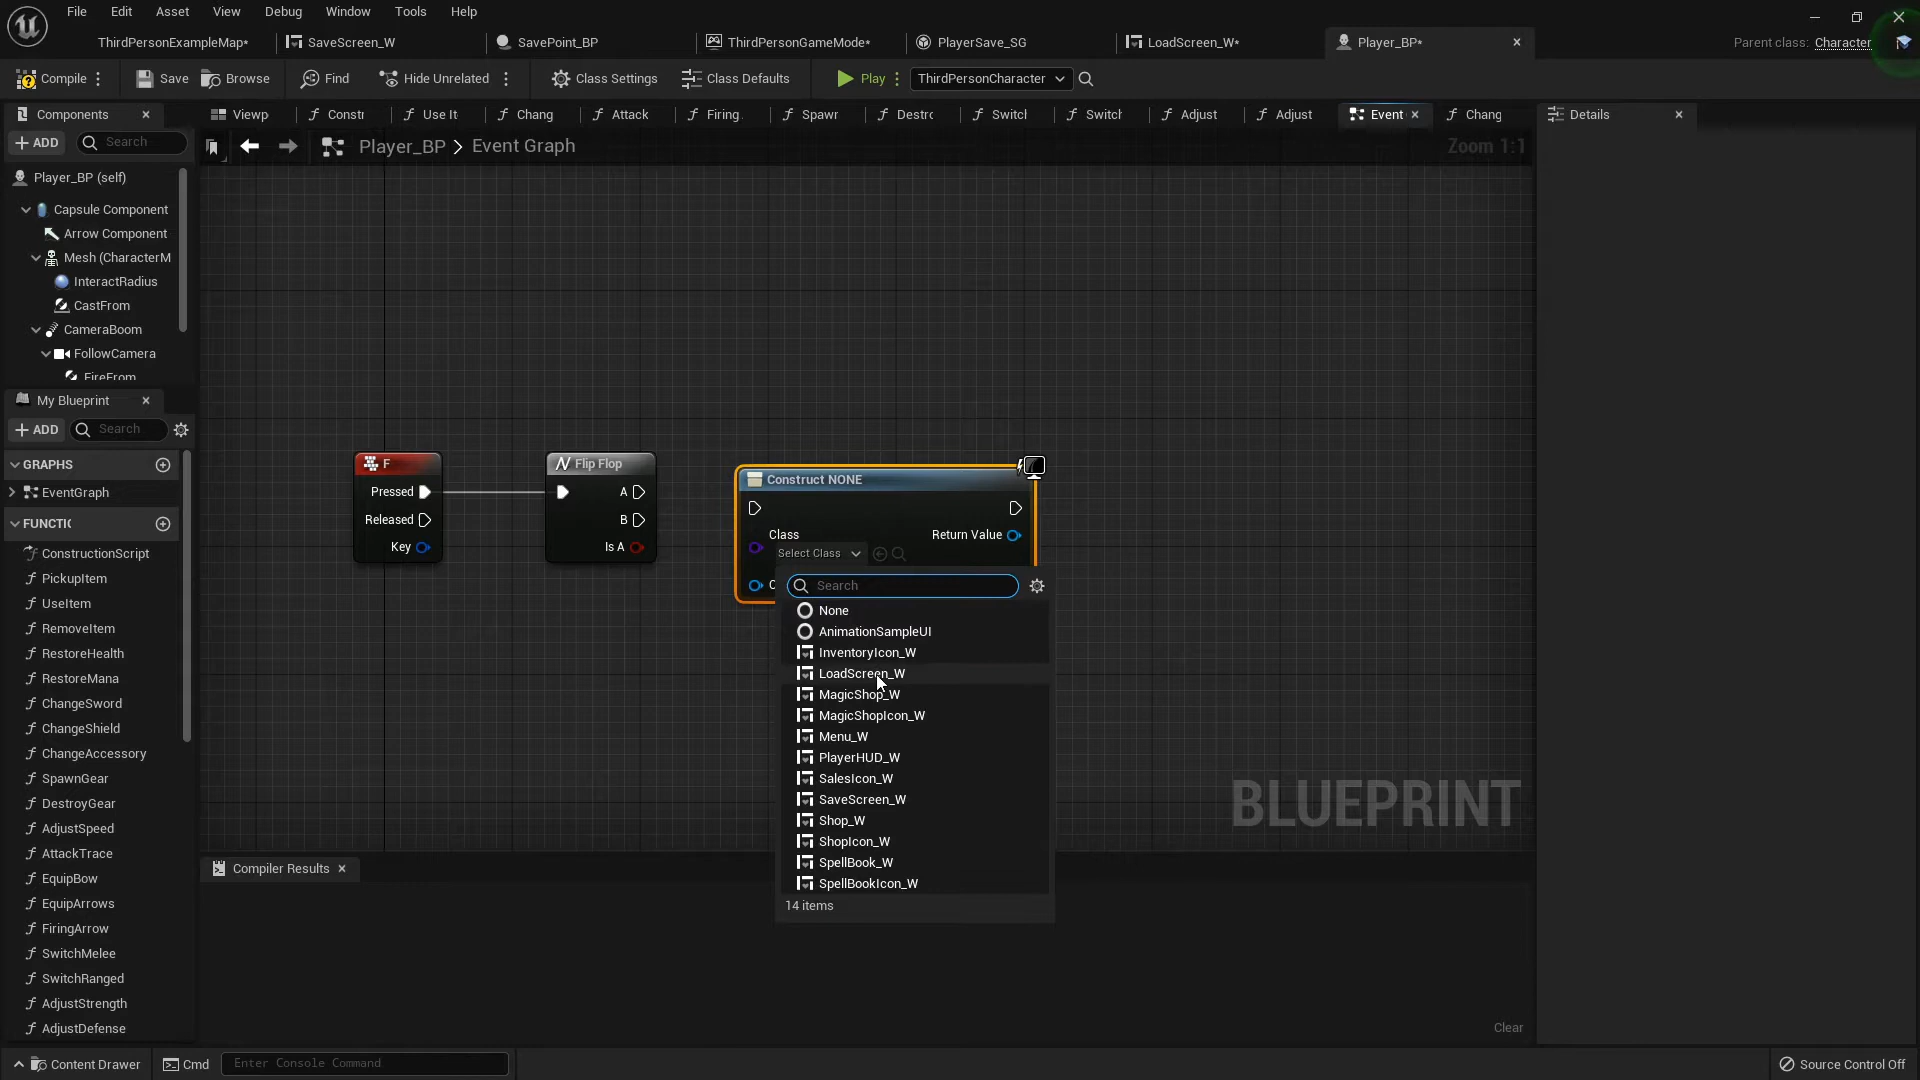 File Edit Asset View Debug Window Tools Help
ThirdPersonExampleMap* SaveScreen_W SavePoint_BP ThirdPersonGameMode* PlayerSave_SG LoadScreen_W* Player_BP* Parent class: Character
Compile Save Browse Find Hide Unrelated Class Settings Class Defaults Play ThirdPersonCharacter
Components Viewp Constr Use It Chang Attack Firing Spawr Destrc Switcl Switch Adjust Adjust Event Chang Details
ADD Search Player_BP > Event Graph Zoom 1:1
Player_BP (self)
Capsule Component
Arrow Component
Mesh (CharacterM
InteractRadius
CastFrom
CameraBoom
FollowCamera
FireFrom
My Blueprint
ADD Search
GRAPHS
EventGraph
FUNCTIC
ConstructionScript
PickupItem
UseItem
RemoveItem
RestoreHealth
RestoreMana
ChangeSword
ChangeShield
ChangeAccessory
SpawnGear
DestroyGear
AdjustSpeed
AttackTrace
EquipBow
EquipArrows
FiringArrow
SwitchMelee
SwitchRanged
AdjustStrength
AdjustDefense
F
Pressed
Released
Key
Flip Flop
A
B
Is A
Construct NONE
Class Return Value
Select Class
Search
None
AnimationSampleUI
InventoryIcon_W
LoadScreen_W
MagicShop_W
MagicShopIcon_W
Menu_W
PlayerHUD_W
SalesIcon_W
SaveScreen_W
Shop_W
ShopIcon_W
SpellBook_W
SpellBookIcon_W
14 items
BLUEPRINT
Compiler Results
Clear
Content Drawer Cmd Enter Console Command Source Control Off